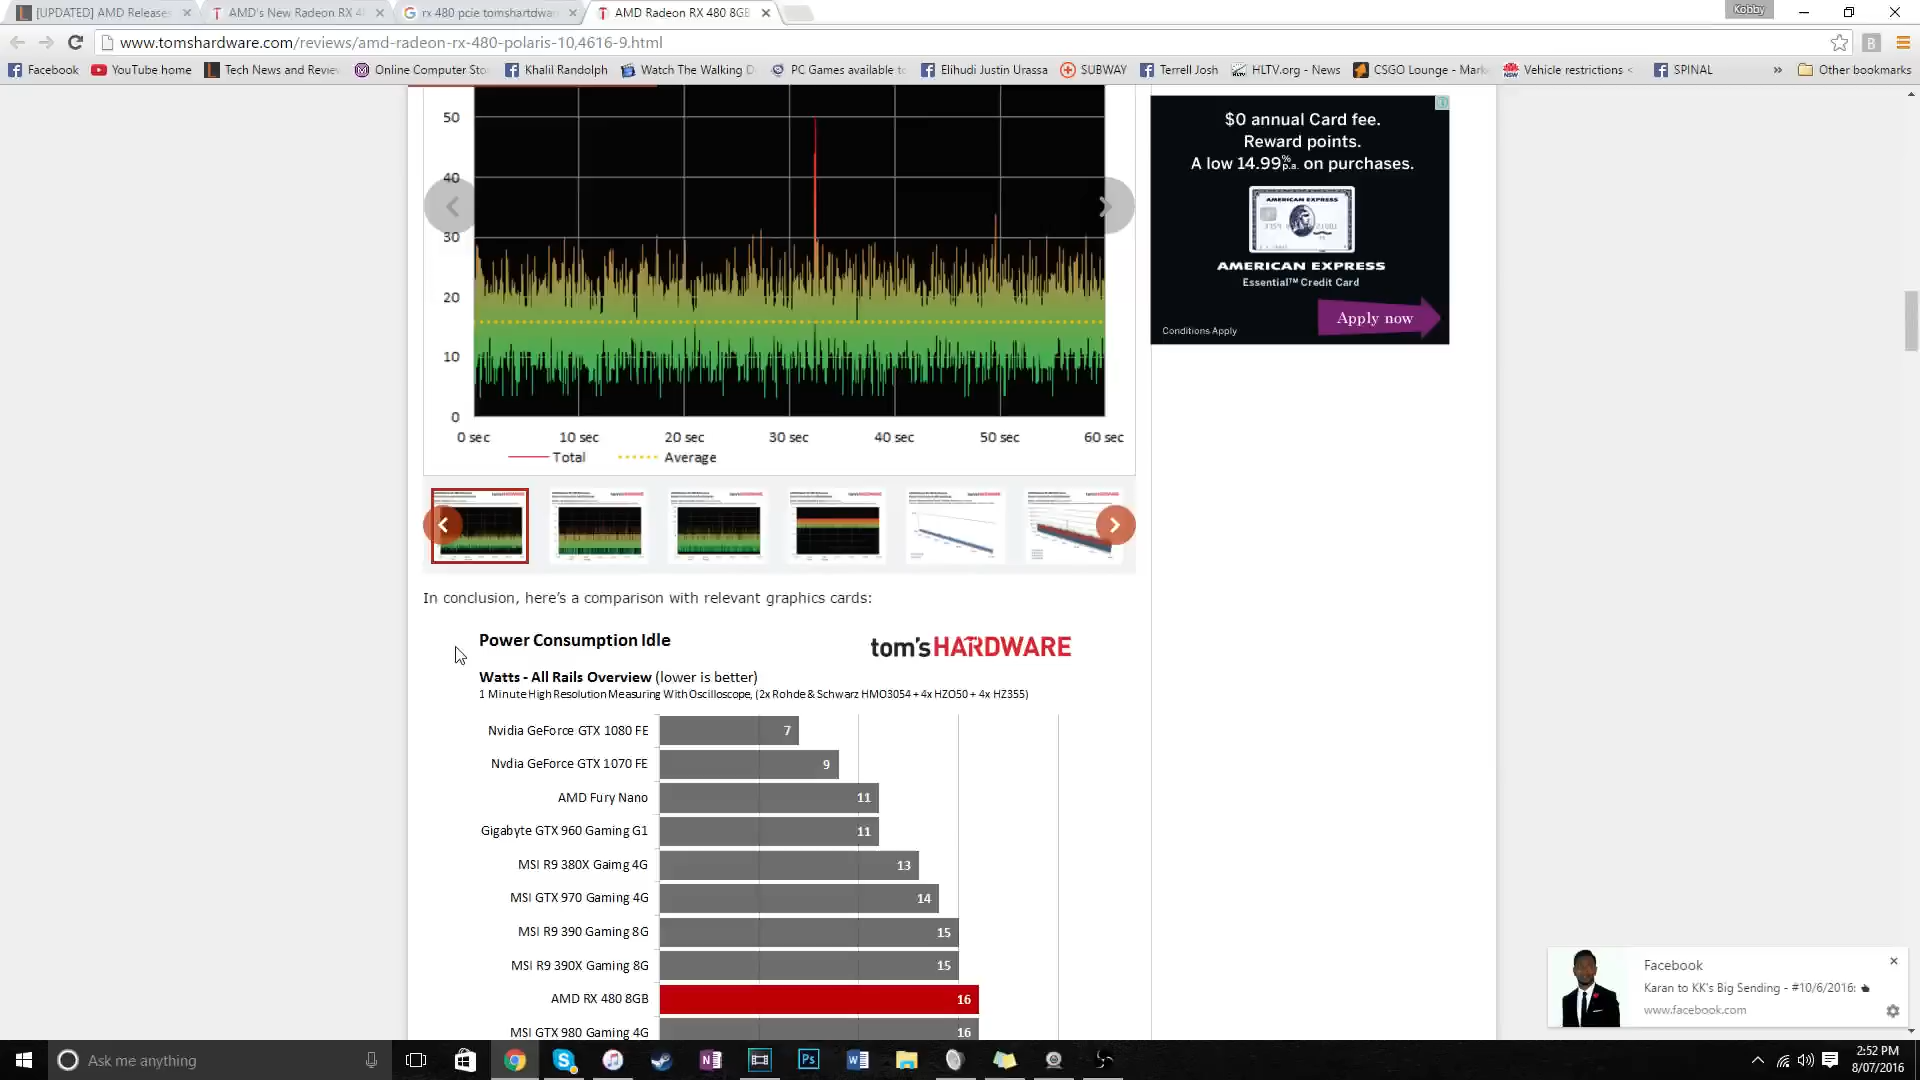 [UPDATED] AMD Releases
AMD's New Radeon RX 4
rx 480 pcie tomshardwar
AMD Radeon RX 480 8GB
Kobby
www.tomshardware.com/reviews/amd-radeon-rx-480-polaris-10,4616-9.html
Facebook
YouTube home
Tech News and Revie
Online Computer Sto
Khalil Randolph
Watch The Walking D
PC Games available to
Elihudi Justin Urassa
SUBWAY
Terrell Josh
HLTV.org - News
CSGO Lounge - Mark
Vehicle restrictions
SPINAL
Other bookmarks
50
40
30
20
10
0
0 sec
10 sec
20 sec
30 sec
40 sec
50 sec
60 sec
Total
Average
$0 annual Card fee.
Reward points.
A low 14.99% p.a. on purchases.
AMERICAN EXPRESS
AMERICAN EXPRESS
Essential™ Credit Card
Apply now
Conditions Apply
In conclusion, here's a comparison with relevant graphics cards:
Power Consumption Idle
tom's HARDWARE
Watts - All Rails Overview (lower is better)
1 Minute High Resolution Measuring With Oscilloscope, (2x Rohde & Schwarz HMO3054 + 4x HZO50 + 4x HZ355)
Nvidia GeForce GTX 1080 FE 7
Nvdia GeForce GTX 1070 FE 9
AMD Fury Nano 11
Gigabyte GTX 960 Gaming G1 11
MSI R9 380X Gaimg 4G 13
MSI GTX 970 Gaming 4G 14
MSI R9 390 Gaming 8G 15
MSI R9 390X Gaming 8G 15
AMD RX 480 8GB 16
MSI GTX 980 Gaming 4G 16
Facebook
Karan to KK's Big Sending - #10/6/2016:
www.facebook.com
Ask me anything
2:52 PM
8/07/2016